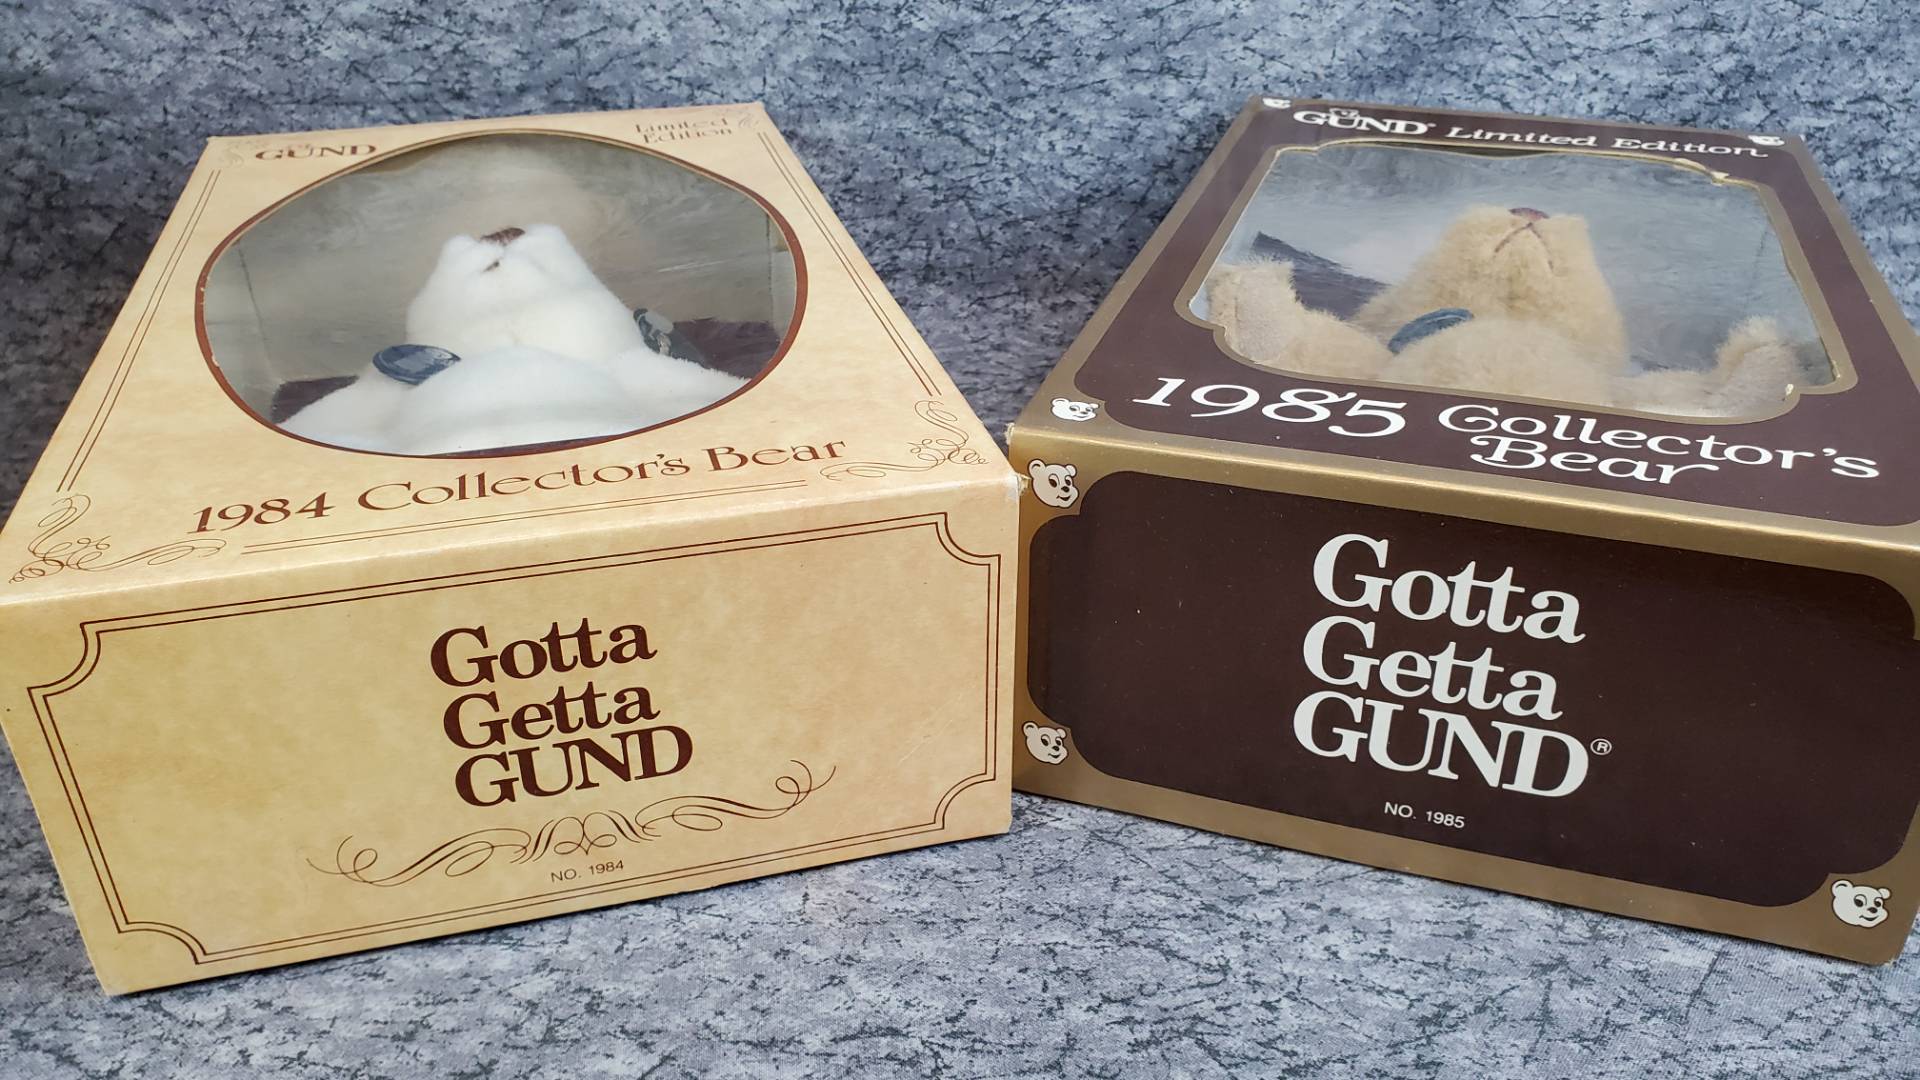 GUND
Limited
Edition
1984 Collector's Bear
Gotta
Getta
GUND
NO. 1984
GUND® Limited Edition
1985 Collector's
Bear
Gotta
Getta
GUND®
NO. 1985